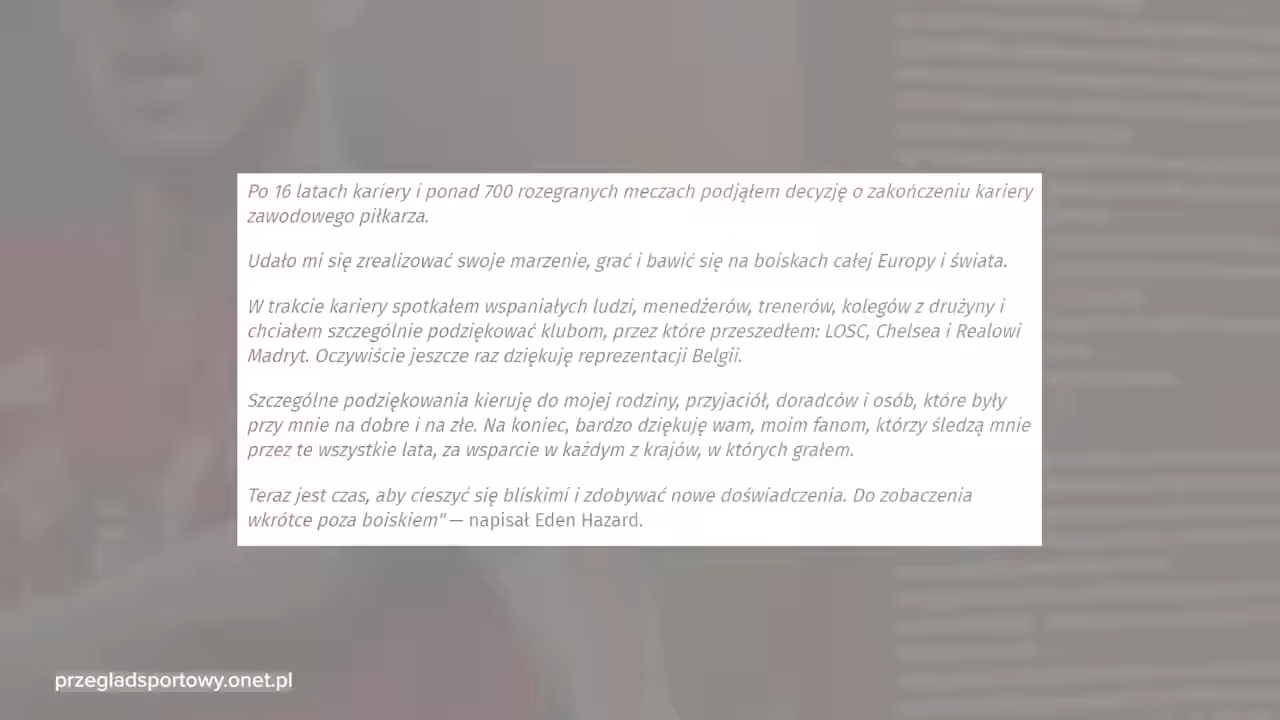 Po 16 latach kariery i ponad 700 rozegranych meczach podjąłem decyzję o zakończeniu kariery
zawodowego piłkarza.
Udało mi się zrealizować swoje marzenie, grać i bawić się na boiskach całej Europy i świata.
W trakcie kariery spotkałem wspaniałych ludzi, menedżerów, trenerów, kolegów z drużyny i
chciałem szczególnie podziękować klubom, przez które przeszedłem: LOSC, Chelsea i Realowi
Madryt. Oczywiście jeszcze raz dziękuję reprezentacji Belgii.
Szczególne podziękowania kieruję do mojej rodziny, przyjaciół, doradców i osób, które były
przy mnie na dobre i na złe. Na koniec, bardzo dziękuję wam, moim fanom, którzy śledzą mnie
przez te wszystkie lata, za wsparcie w każdym z krajów, w których grałem.
Teraz jest czas, aby cieszyć się bliskimi i zdobywać nowe doświadczenia. Do zobaczenia
wkrótce poza boiskiem" — napisał Eden Hazard.
przegladsportowy.onet.pl